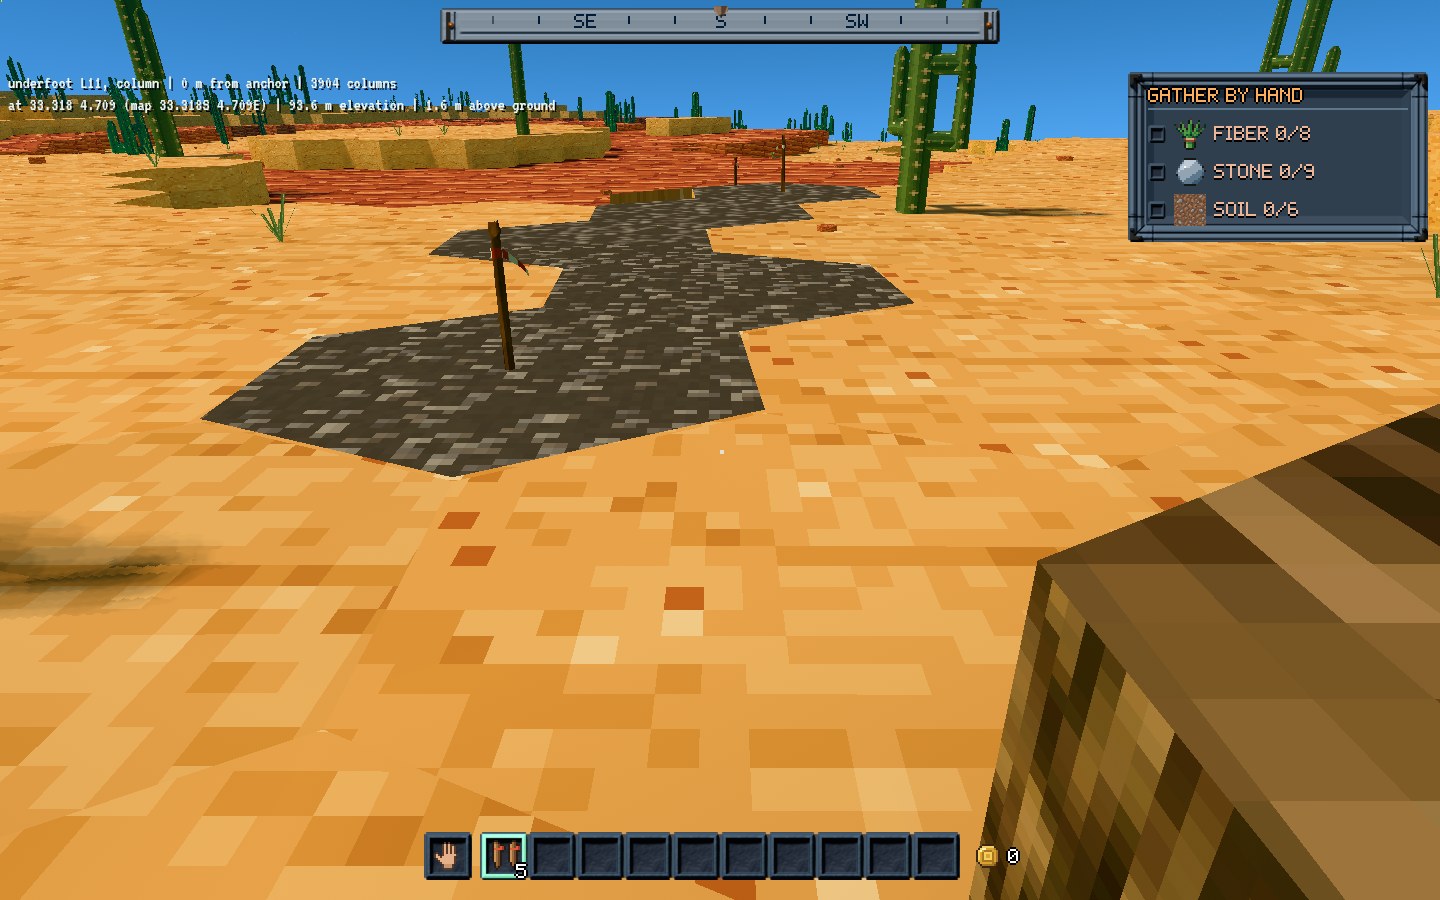 SE S SW
underfoot L11, column | 0 m from anchor | 3904 columns
at 33.318 4.709 (map 33.318S 4.709E) | 93.6 m elevation | 1.6 m above ground
GATHER BY HAND
FIBER 0/8
STONE 0/9
SOIL 0/6
5
0